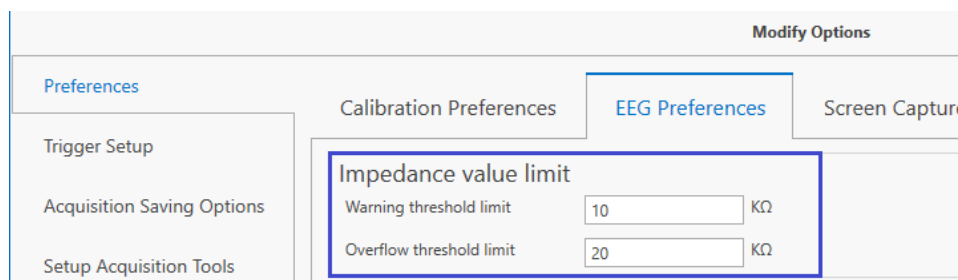 Modify Options
Preferences
Calibration Preferences
EEG Preferences
Screen Capture
Trigger Setup
Impedance value limit
Warning threshold limit 10 KΩ
Acquisition Saving Options
Overflow threshold limit 20 KΩ
Setup Acquisition Tools